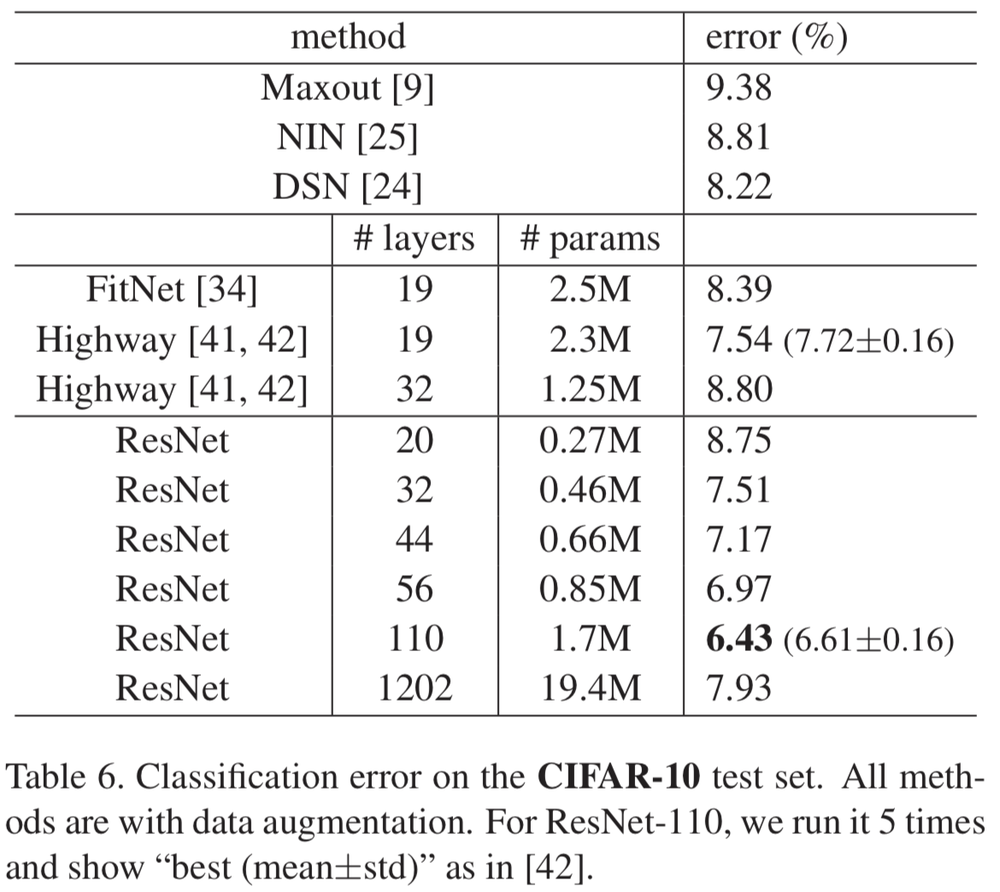 method error (%)
Maxout [9] 9.38
NIN [25] 8.81
DSN [24] 8.22
# layers # params
FitNet [34] 19 2.5M 8.39
Highway [41, 42] 19 2.3M 7.54 (7.72±0.16)
Highway [41, 42] 32 1.25M 8.80
ResNet 20 0.27M 8.75
ResNet 32 0.46M 7.51
ResNet 44 0.66M 7.17
ResNet 56 0.85M 6.97
ResNet 110 1.7M 6.43 (6.61±0.16)
ResNet 1202 19.4M 7.93
Table 6. Classification error on the CIFAR-10 test set. All meth-
ods are with data augmentation. For ResNet-110, we run it 5 times
and show “best (mean±std)” as in [42].